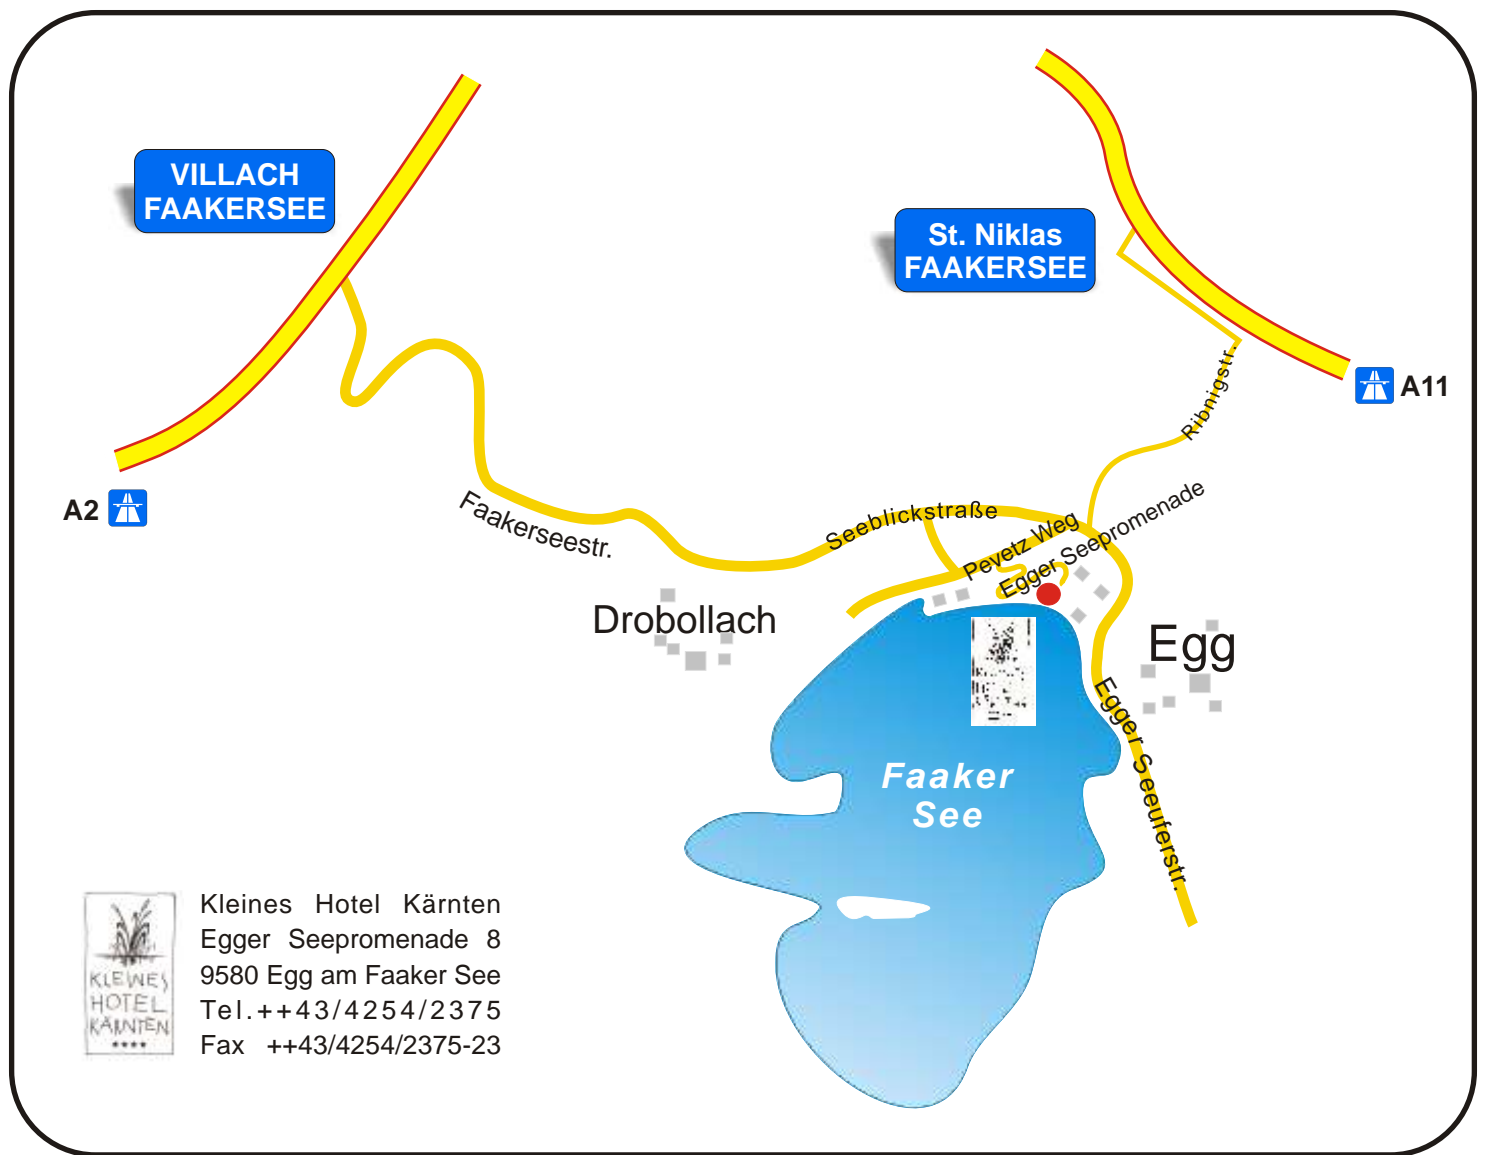 VILLACH
FAAKERSEE
St. Niklas
FAAKERSEE
A11
Ribnigstr.
A2
Faakerseestr.
Seeblickstraße
Pevetz Weg
Egger Seepromenade
Drobollach
Egg
Egger Seeuferstr.
Faaker
See
KLEINES
HOTEL
KÄRNTEN
Kleines Hotel Kärnten
Egger Seepromenade 8
9580 Egg am Faaker See
Tel.++43/4254/2375
Fax ++43/4254/2375-23